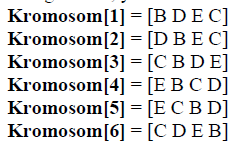 Kromosom[1] = [B D E C]
Kromosom[2] = [D B E C]
Kromosom[3] = [C B D E]
Kromosom[4] = [E B C D]
Kromosom[5] = [E C B D]
Kromosom[6] = [C D E B]